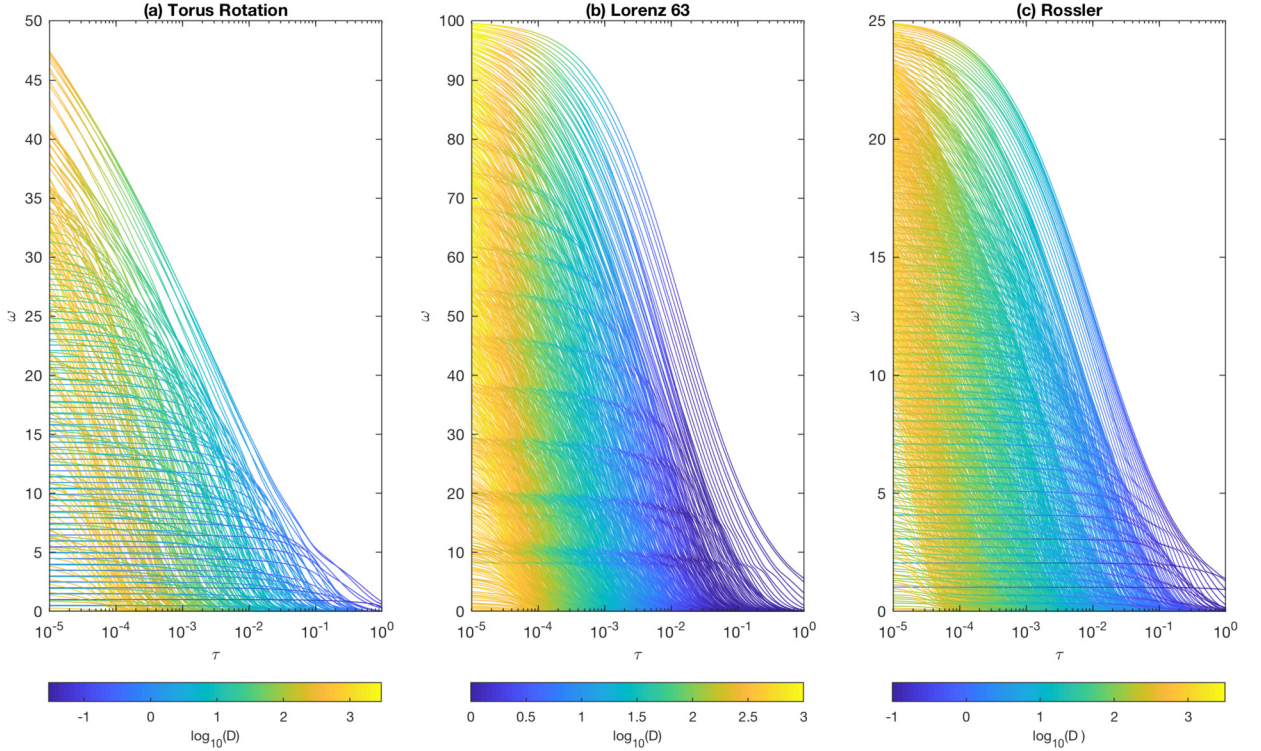 (a) Torus Rotation
50
45
40
35
30
25
20
15
10
5
0
ω
10^-5 10^-4 10^-3 10^-2 10^-1 10^0
τ
-1 0 1 2 3
log_10(D)
(b) Lorenz 63
100
90
80
70
60
50
40
30
20
10
0
ω
10^-5 10^-4 10^-3 10^-2 10^-1 10^0
τ
0 0.5 1 1.5 2 2.5 3
log_10(D)
(c) Rossler
25
20
15
10
5
0
ω
10^-5 10^-4 10^-3 10^-2 10^-1 10^0
τ
-1 0 1 2 3
log_10(D )